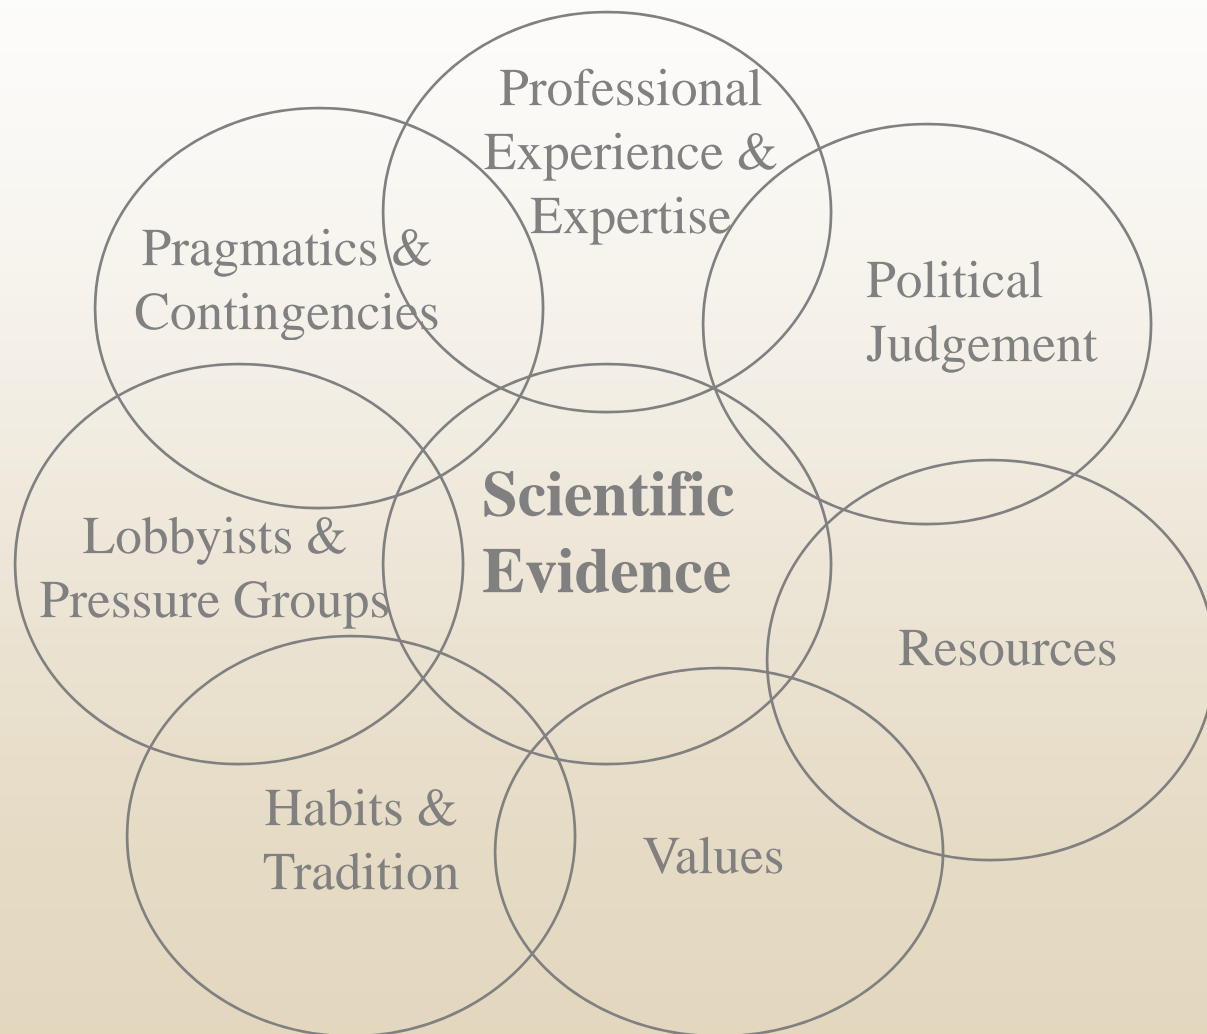 Professional
Experience &
Expertise
Pragmatics &
Contingencies
Political
Judgement
Scientific
Evidence
Lobbyists &
Pressure Groups
Resources
Habits &
Tradition
Values